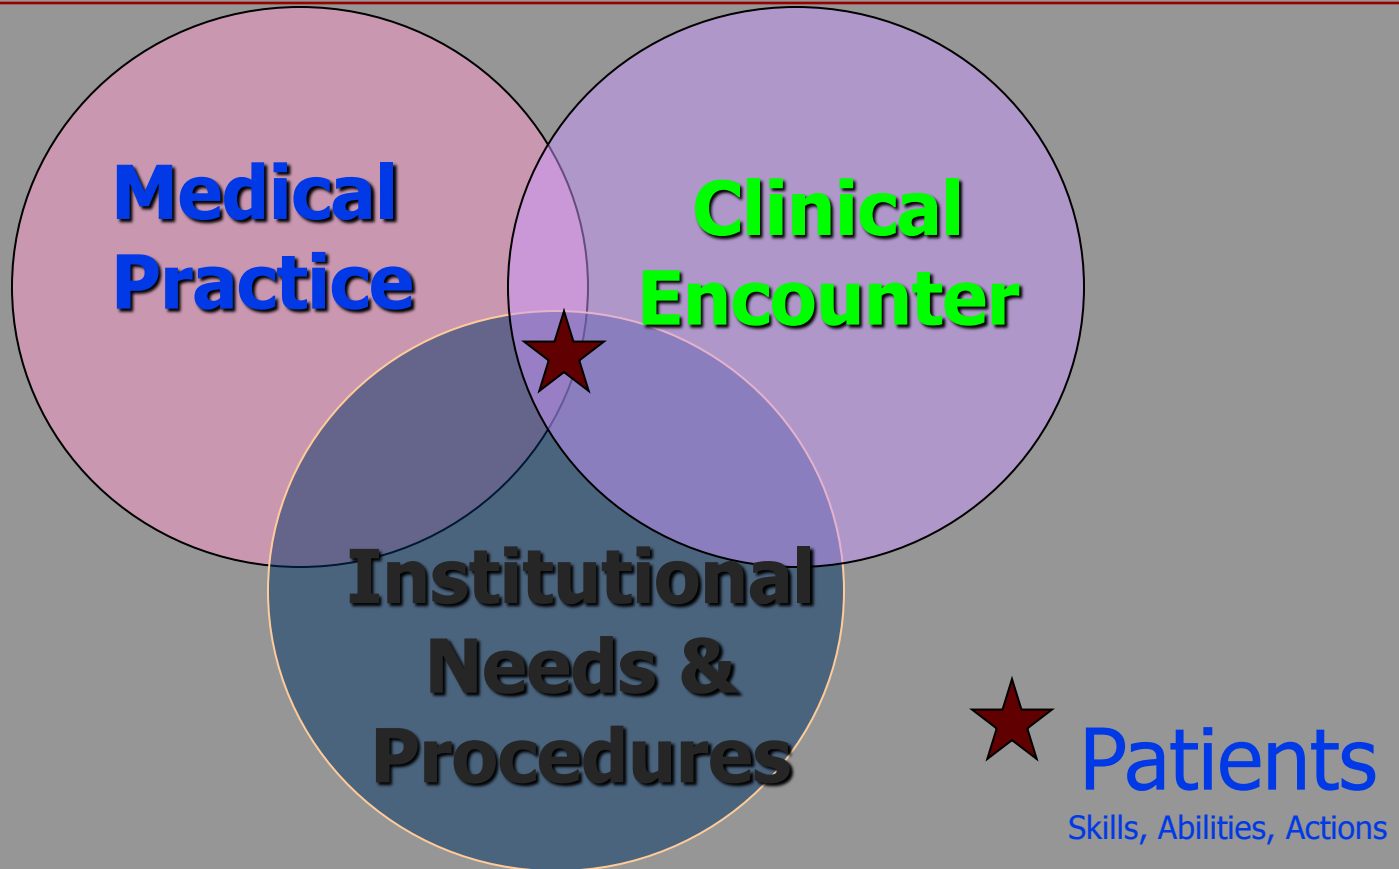 Medical
Practice
Clinical
Encounter
Institutional
Needs &
Procedures
Patients
Skills, Abilities, Actions